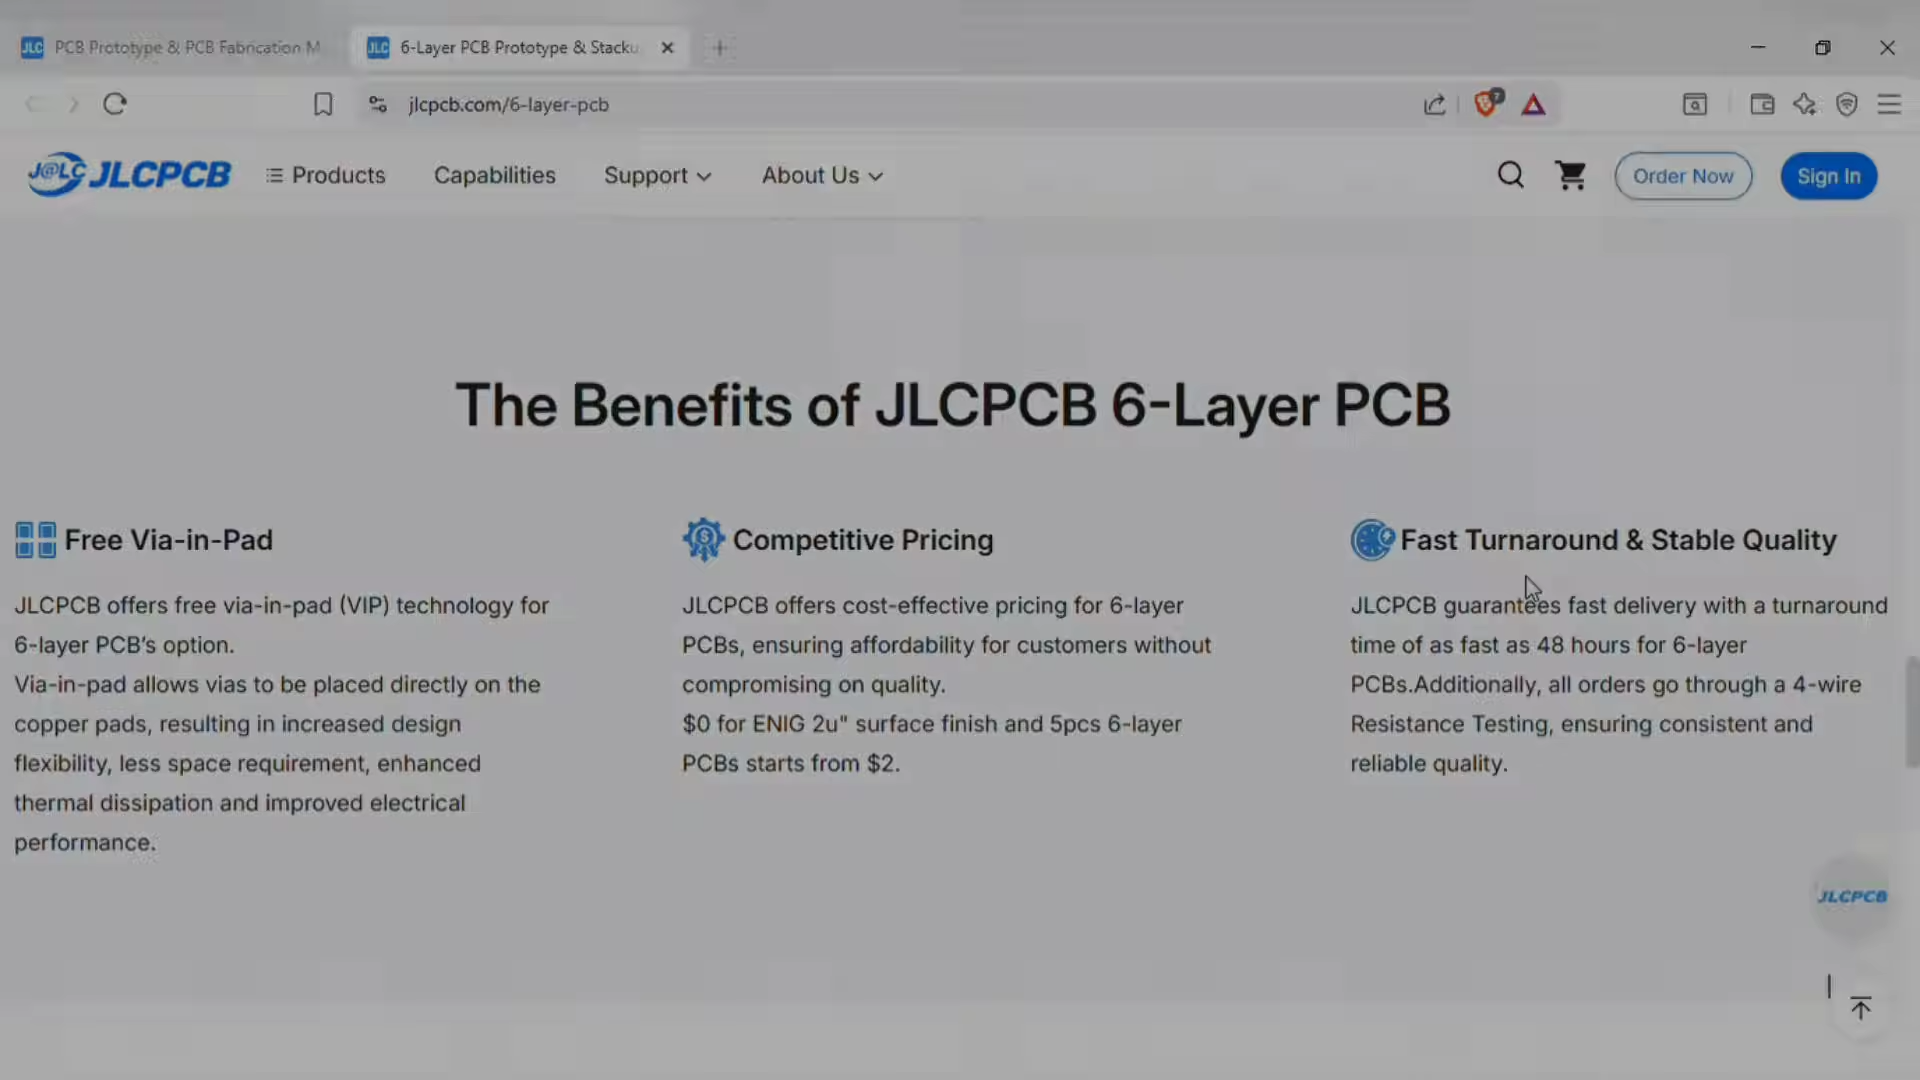 JLC PCB Prototype & PCB Fabrication M
JLC 6-Layer PCB Prototype & Stacku
jlcpcb.com/6-layer-pcb
7
J@LC JLCPCB
Products
Capabilities
Support
About Us
Order Now
Sign In
The Benefits of JLCPCB 6-Layer PCB
Free Via-in-Pad
JLCPCB offers free via-in-pad (VIP) technology for
6-layer PCB's option.
Via-in-pad allows vias to be placed directly on the
copper pads, resulting in increased design
flexibility, less space requirement, enhanced
thermal dissipation and improved electrical
performance.
Competitive Pricing
JLCPCB offers cost-effective pricing for 6-layer
PCBs, ensuring affordability for customers without
compromising on quality.
$0 for ENIG 2u" surface finish and 5pcs 6-layer
PCBs starts from $2.
Fast Turnaround & Stable Quality
JLCPCB guarantees fast delivery with a turnaround
time of as fast as 48 hours for 6-layer
PCBs.Additionally, all orders go through a 4-wire
Resistance Testing, ensuring consistent and
reliable quality.
JLCPCB